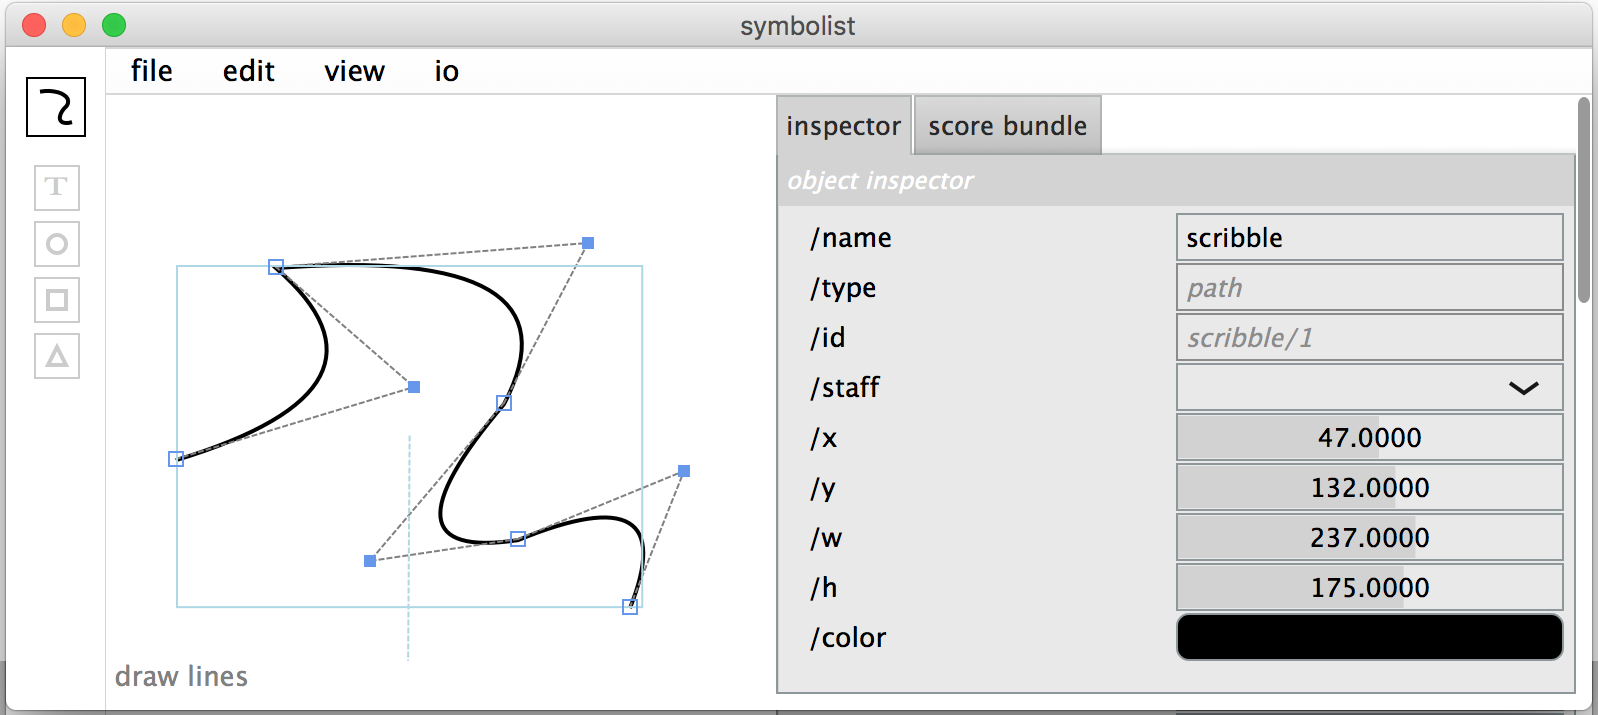 symbolist
file edit view io
T
inspector score bundle
object inspector
/name scribble
/type path
/id scribble/1
/staff
/x 47.0000
/y 132.0000
/w 237.0000
/h 175.0000
/color
draw lines